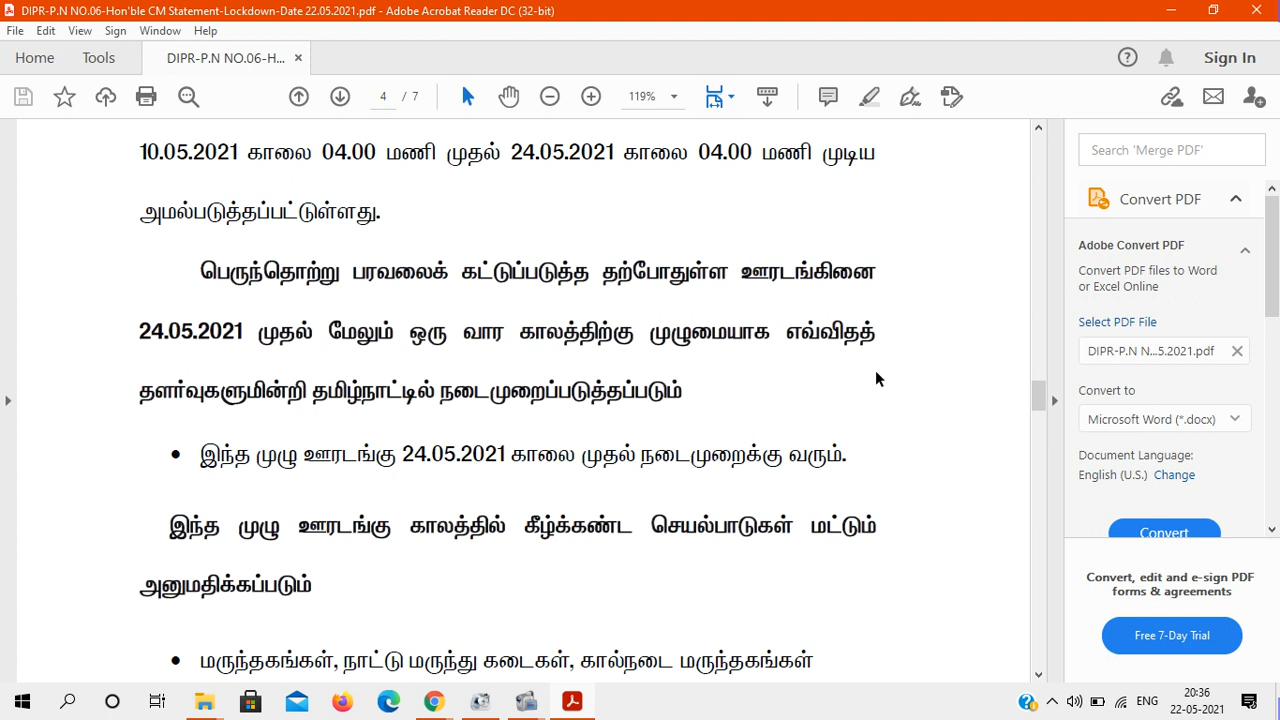 DIPR-P.N NO.06-Hon'ble CM Statement-Lockdown-Date 22.05.2021.pdf - Adobe Acrobat Reader DC (32-bit)
File Edit View Sign Window Help
Home Tools DIPR-P.N NO.06-H... × Sign In
4 / 7 119%
10.05.2021 காலை 04.00 மணி முதல் 24.05.2021 காலை 04.00 மணி முடிய
அமல்படுத்தப்பட்டுள்ளது.
பெருந்தொற்று பரவலைக் கட்டுப்படுத்த தற்போதுள்ள ஊரடங்கினை
24.05.2021 முதல் மேலும் ஒரு வார காலத்திற்கு முழுமையாக எவ்விதத்
தளர்வுகளுமின்றி தமிழ்நாட்டில் நடைமுறைப்படுத்தப்படும்
• இந்த முழு ஊரடங்கு 24.05.2021 காலை முதல் நடைமுறைக்கு வரும்.
இந்த முழு ஊரடங்கு காலத்தில் கீழ்க்கண்ட செயல்பாடுகள் மட்டும்
அனுமதிக்கப்படும்
• மருந்தகங்கள், நாட்டு மருந்து கடைகள், கால்நடை மருந்தகங்கள்
Search 'Merge PDF'
Convert PDF
Adobe Convert PDF
Convert PDF files to Word
or Excel Online
Select PDF File
DIPR-P.N N...5.2021.pdf
Convert to
Microsoft Word (*.docx)
Document Language:
English (U.S.) Change
Convert
Convert, edit and e-sign PDF
forms & agreements
Free 7-Day Trial
ENG
20:36
22-05-2021